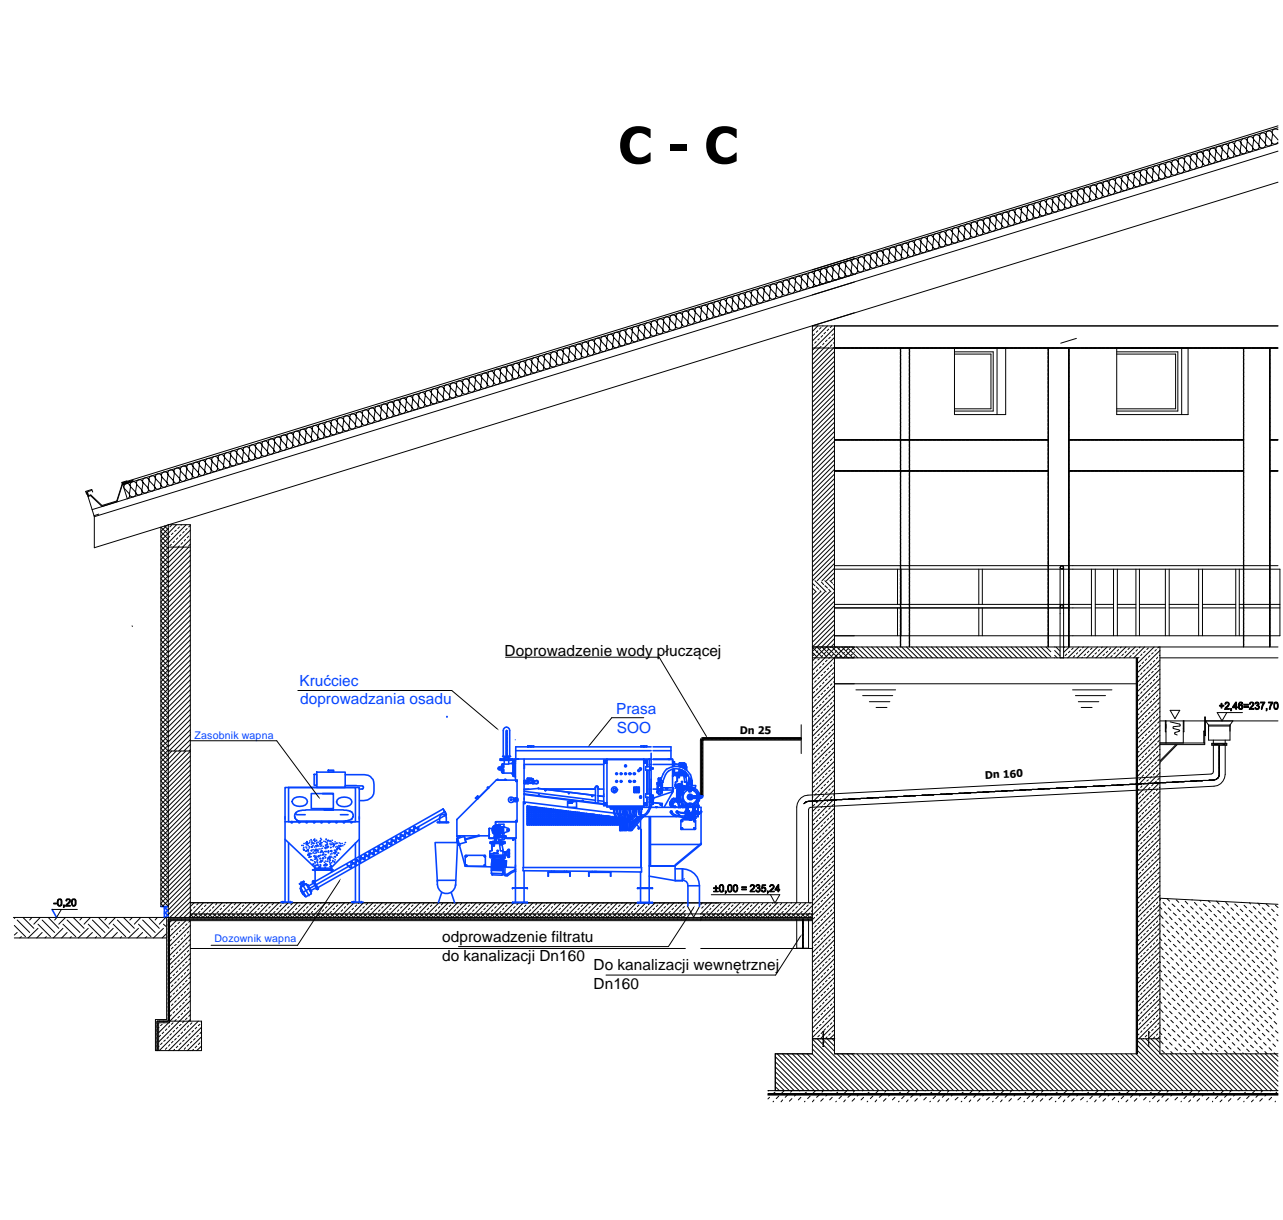 C - C
Doprowadzenie wody płuczącej
Krućciec
doprowadzania osadu
Prasa
SOO
Dn 25
Zasobnik wapna
+2,46=237,70
Dn 160
±0,00 = 235,24
-0,20
Dozownik wapna
odprowadzenie filtratu
do kanalizacji Dn160
Do kanalizacji wewnętrznej
Dn160